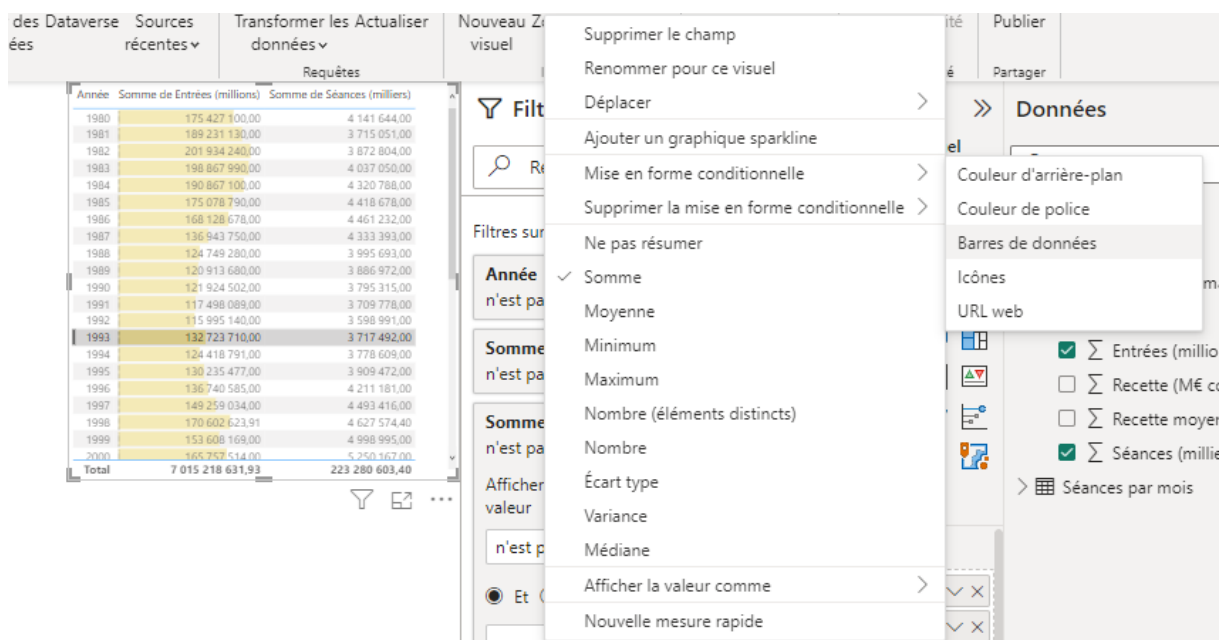 des Dataverse Sources Transformer les Actualiser Nouveau Publier
ées récentes données visuel
Requêtes Partager
Année Somme de Entrées (millions) Somme de Séances (milliers)
1980 175 427 100,00 4 141 644,00
1981 189 231 130,00 3 715 051,00
1982 201 934 240,00 3 872 804,00
1983 198 867 990,00 4 037 050,00
1984 190 867 100,00 4 320 788,00
1985 175 078 790,00 4 418 678,00
1986 168 128 678,00 4 461 232,00
1987 136 943 750,00 4 333 393,00
1988 124 749 280,00 3 995 693,00
1989 120 913 680,00 3 886 972,00
1990 121 924 502,00 3 795 315,00
1991 117 498 089,00 3 709 778,00
1992 115 995 140,00 3 598 991,00
1993 132 723 710,00 3 717 492,00
1994 124 418 791,00 3 778 609,00
1995 130 235 477,00 3 909 472,00
1996 136 740 585,00 4 211 181,00
1997 149 259 034,00 4 493 416,00
1998 170 602 623,91 4 627 574,40
1999 153 608 169,00 4 998 995,00
2000 165 757 514,00 5 250 167,00
Total 7 015 218 631,93 223 280 603,40
Filt
Filtres sur
Année
n'est pa
Somme
n'est pa
Somme
n'est pa
Afficher
valeur
n'est p
Et
Supprimer le champ
Renommer pour ce visuel
Déplacer
Ajouter un graphique sparkline
Mise en forme conditionnelle
Supprimer la mise en forme conditionnelle
Ne pas résumer
Somme
Moyenne
Minimum
Maximum
Nombre (éléments distincts)
Nombre
Écart type
Variance
Médiane
Afficher la valeur comme
Nouvelle mesure rapide
Couleur d'arrière-plan
Couleur de police
Barres de données
Icônes
URL web
Données
Entrées (millio
Recette (M€ co
Recette moyer
Séances (millie
Séances par mois